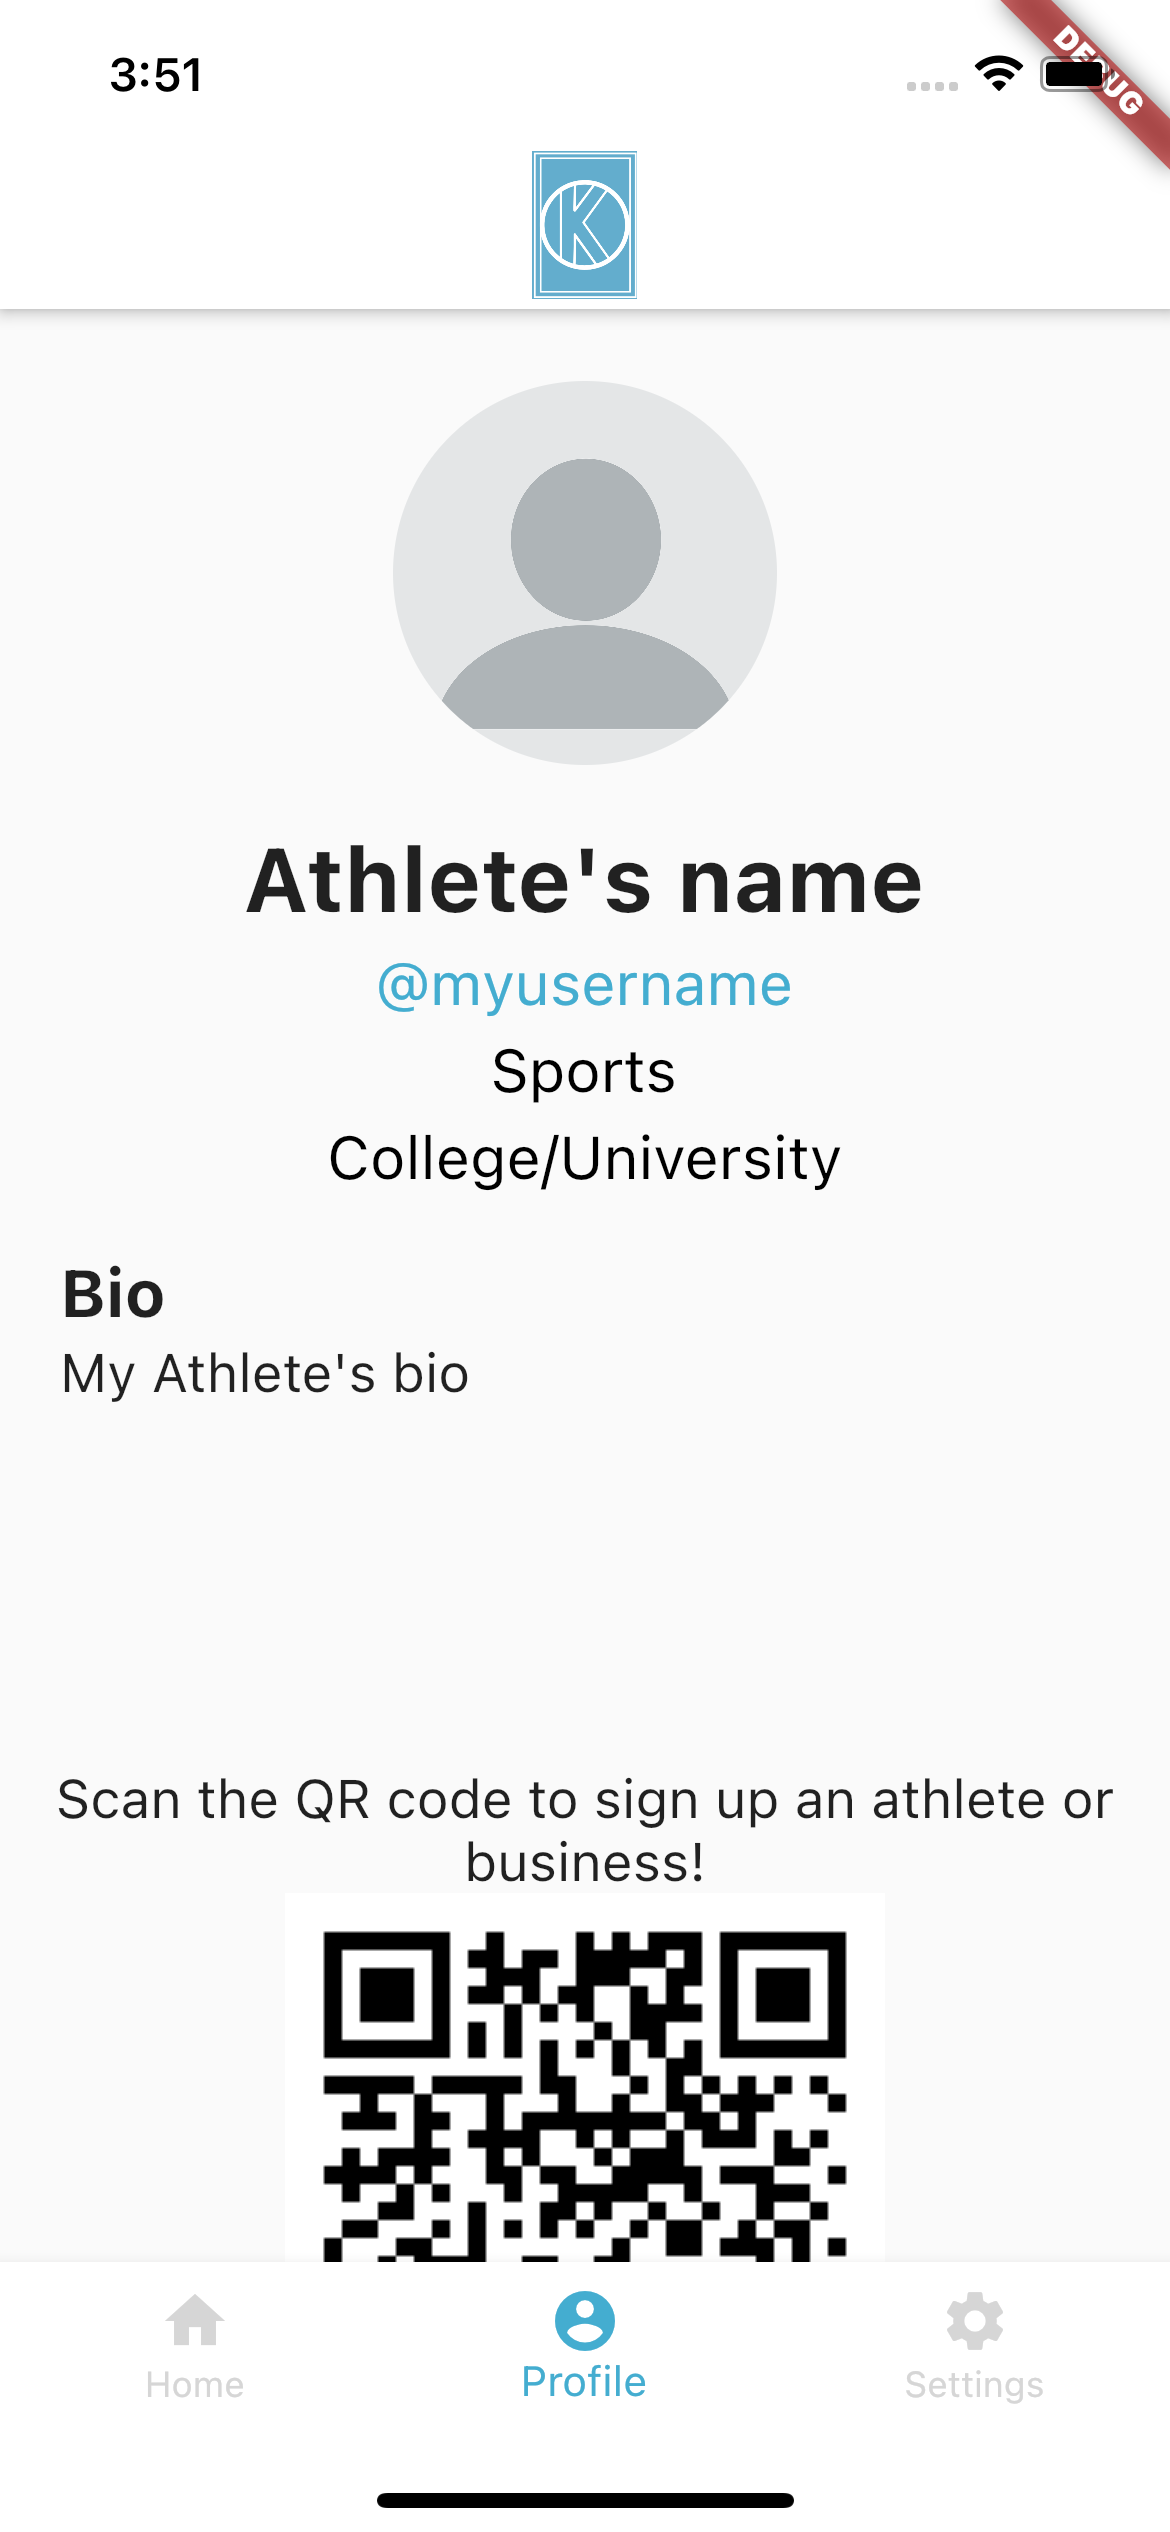 3:51
DEBUG
K
Athlete's name
@myusername
Sports
College/University
Bio
My Athlete's bio
Scan the QR code to sign up an athlete or
business!
Home
Profile
Settings